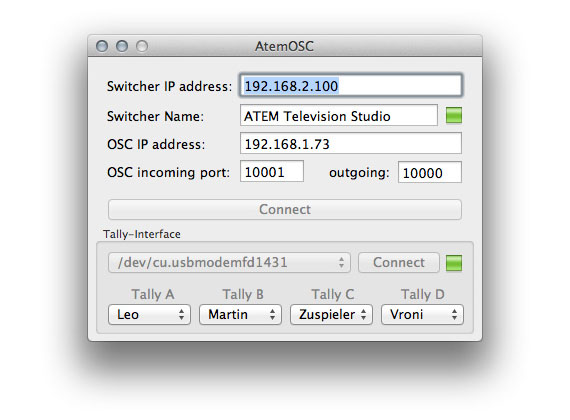 AtemOSC
Switcher IP address: 192.168.2.100
Switcher Name: ATEM Television Studio
OSC IP address: 192.168.1.73
OSC incoming port: 10001 outgoing: 10000
Connect
Tally-Interface
/dev/cu.usbmodemfd1431 Connect
Tally A Tally B Tally C Tally D
Leo Martin Zuspieler Vroni